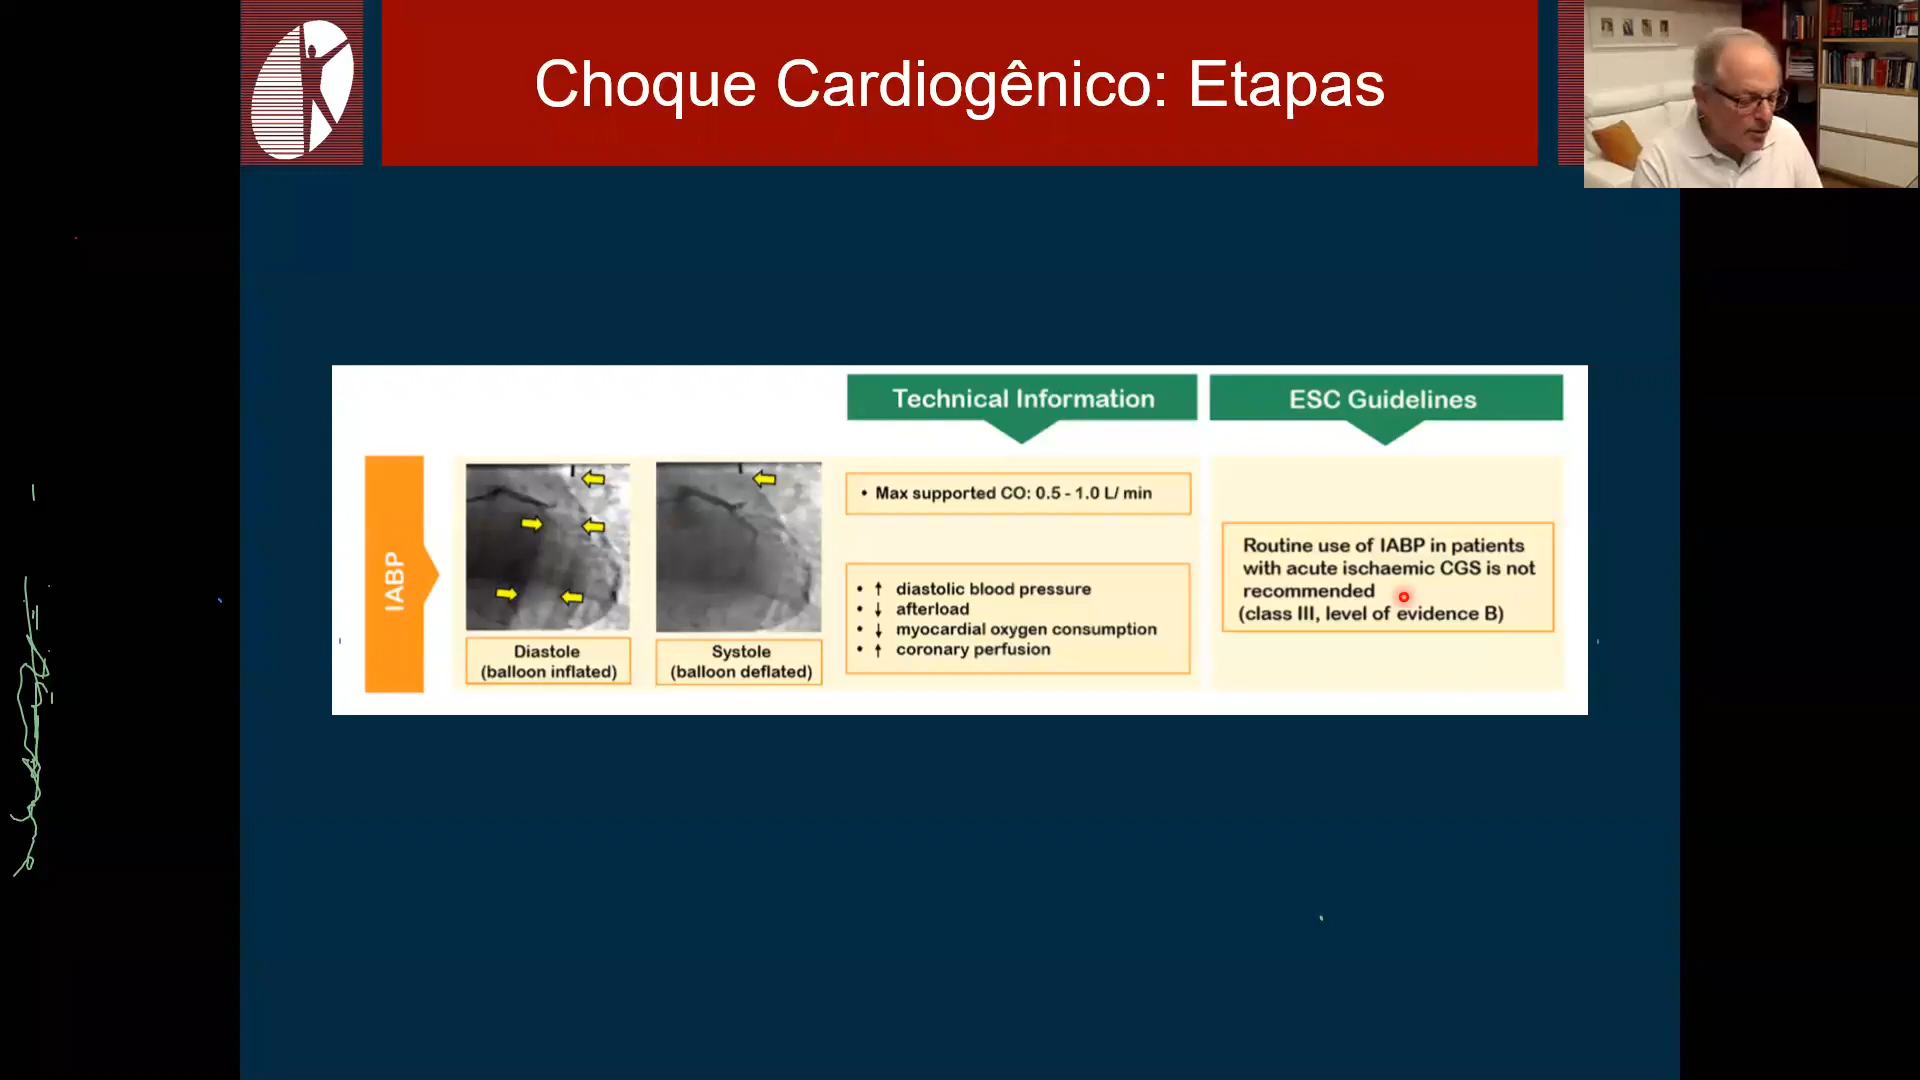 Choque Cardiogênico: Etapas
Technical Information
ESC Guidelines
IABP
Diastole
(balloon inflated)
Systole
(balloon deflated)
• Max supported CO: 0.5 - 1.0 L/ min
• ↑ diastolic blood pressure
• ↓ afterload
• ↓ myocardial oxygen consumption
• ↑ coronary perfusion
Routine use of IABP in patients
with acute ischaemic CGS is not
recommended
(class III, level of evidence B)